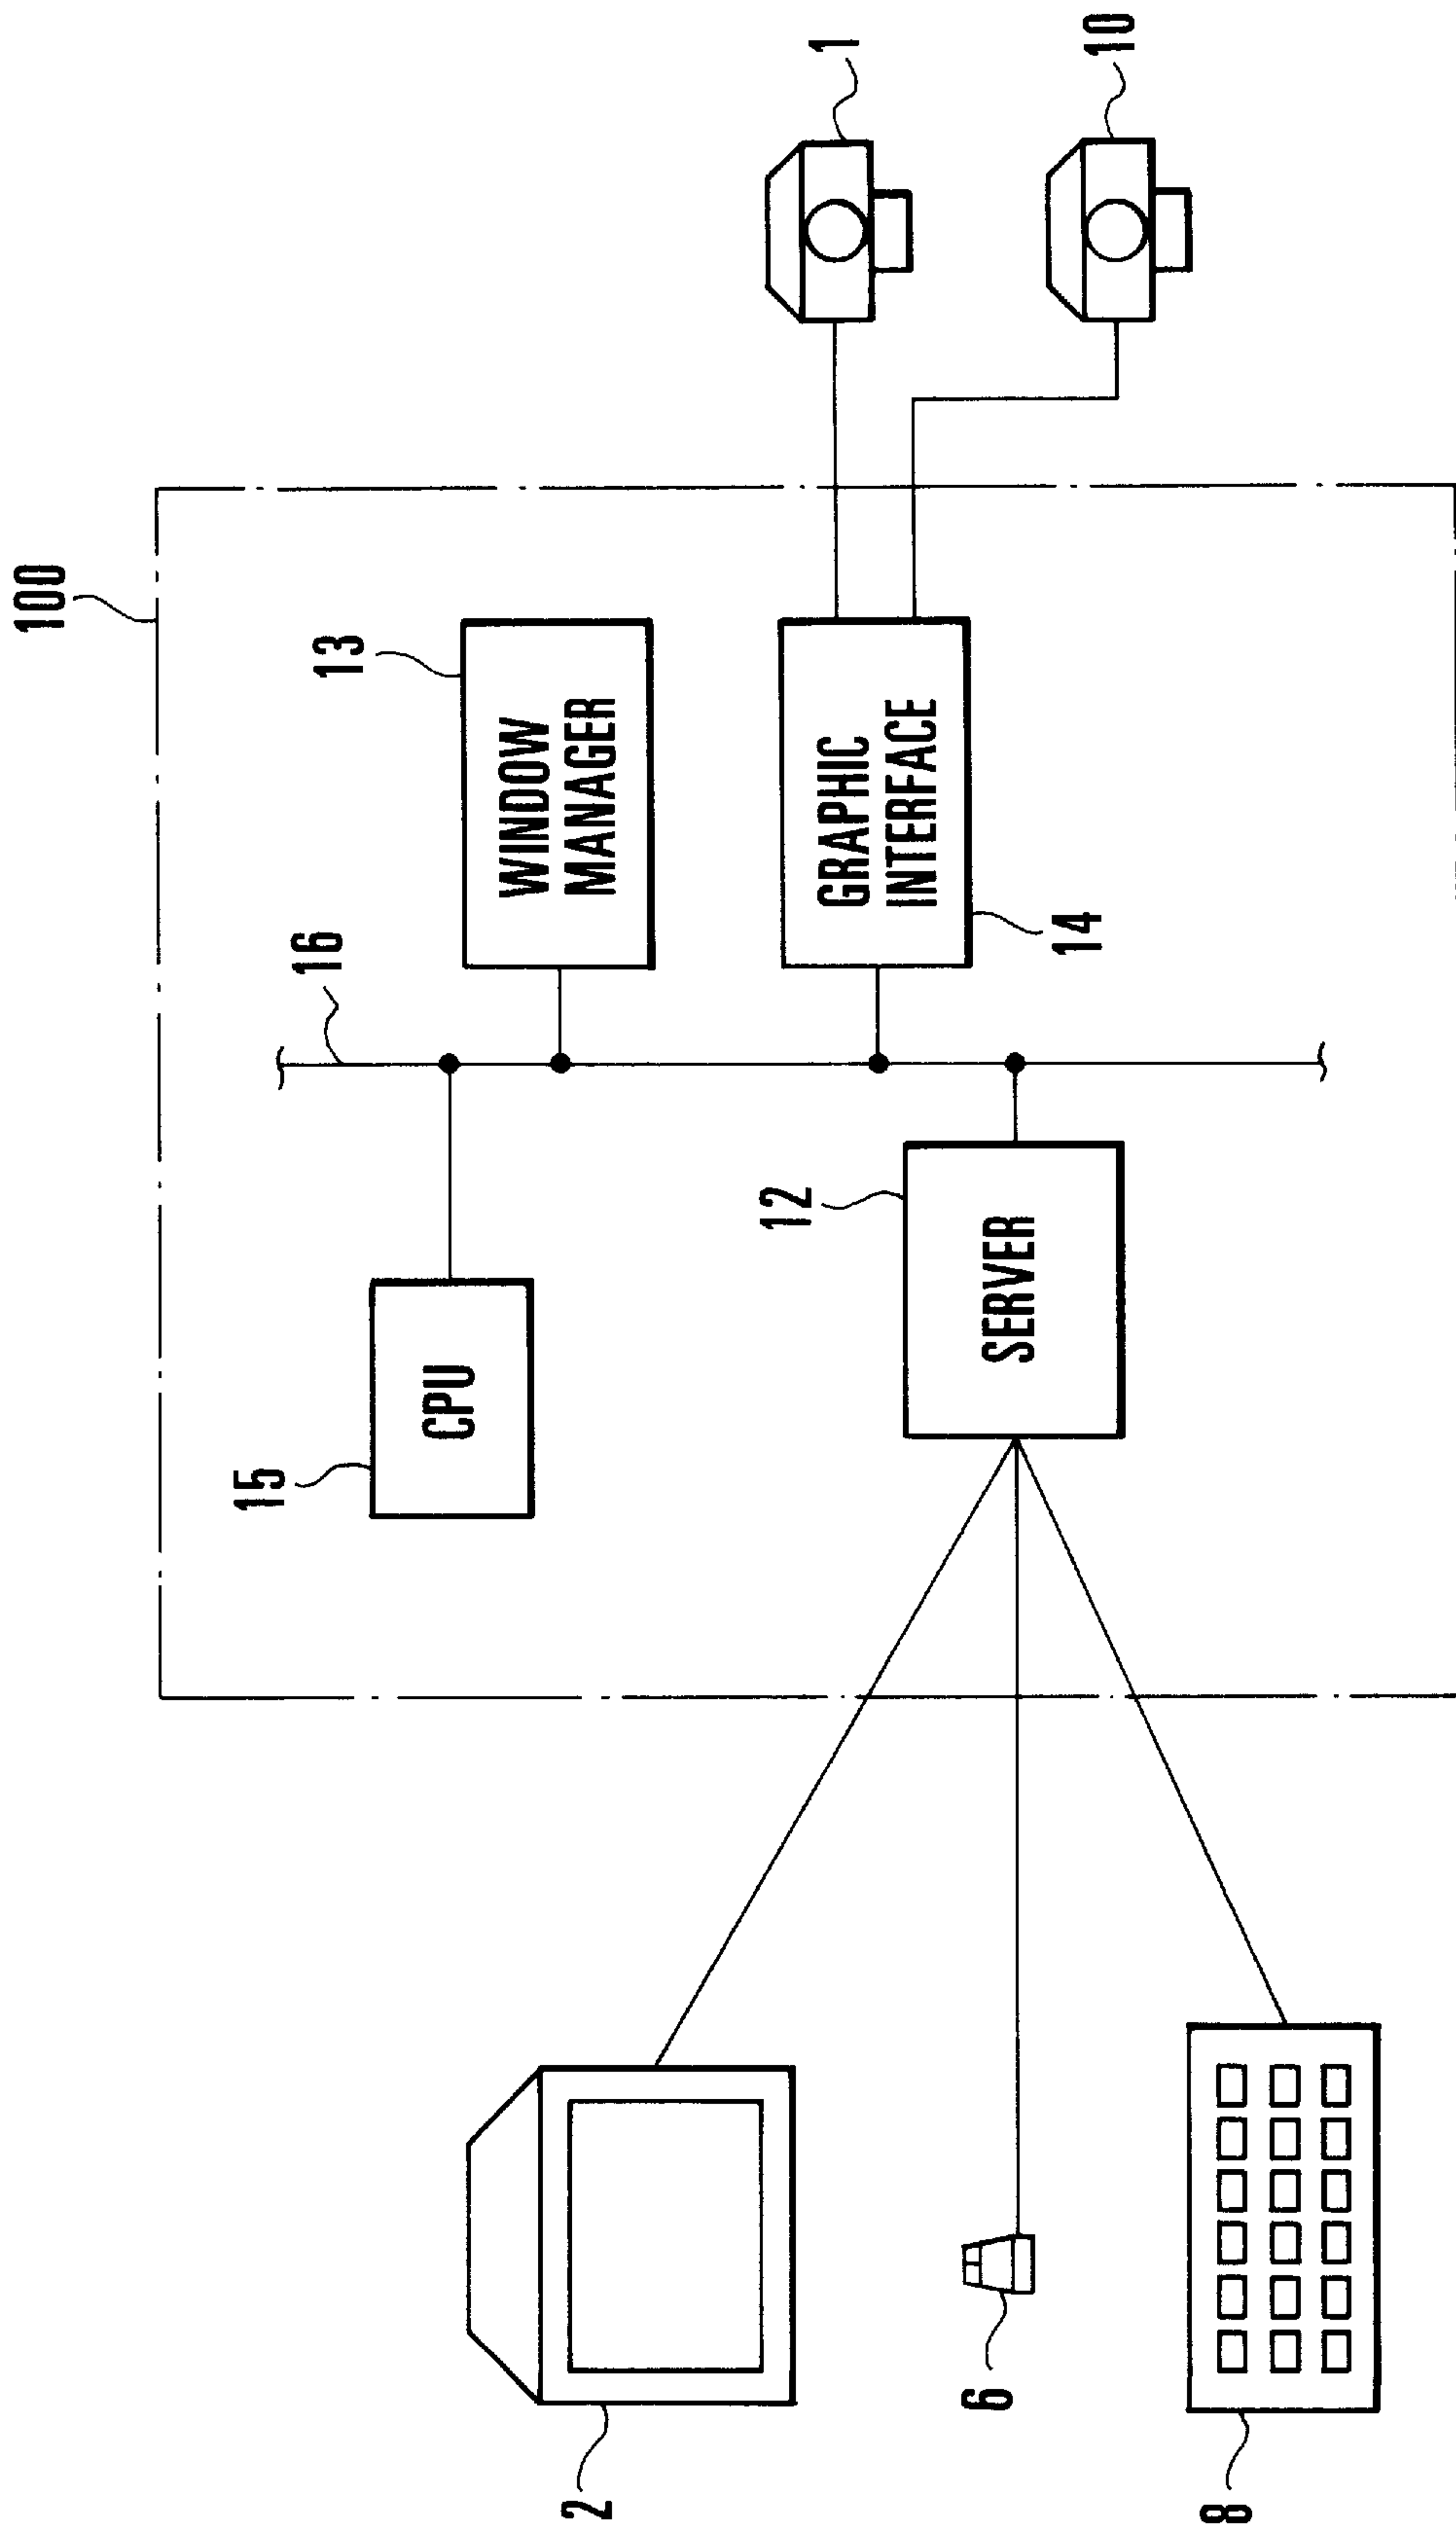 100
15
CPU
16
13
WINDOW
MANAGER
2
12
SERVER
14
GRAPHIC
INTERFACE
1
6
10
8